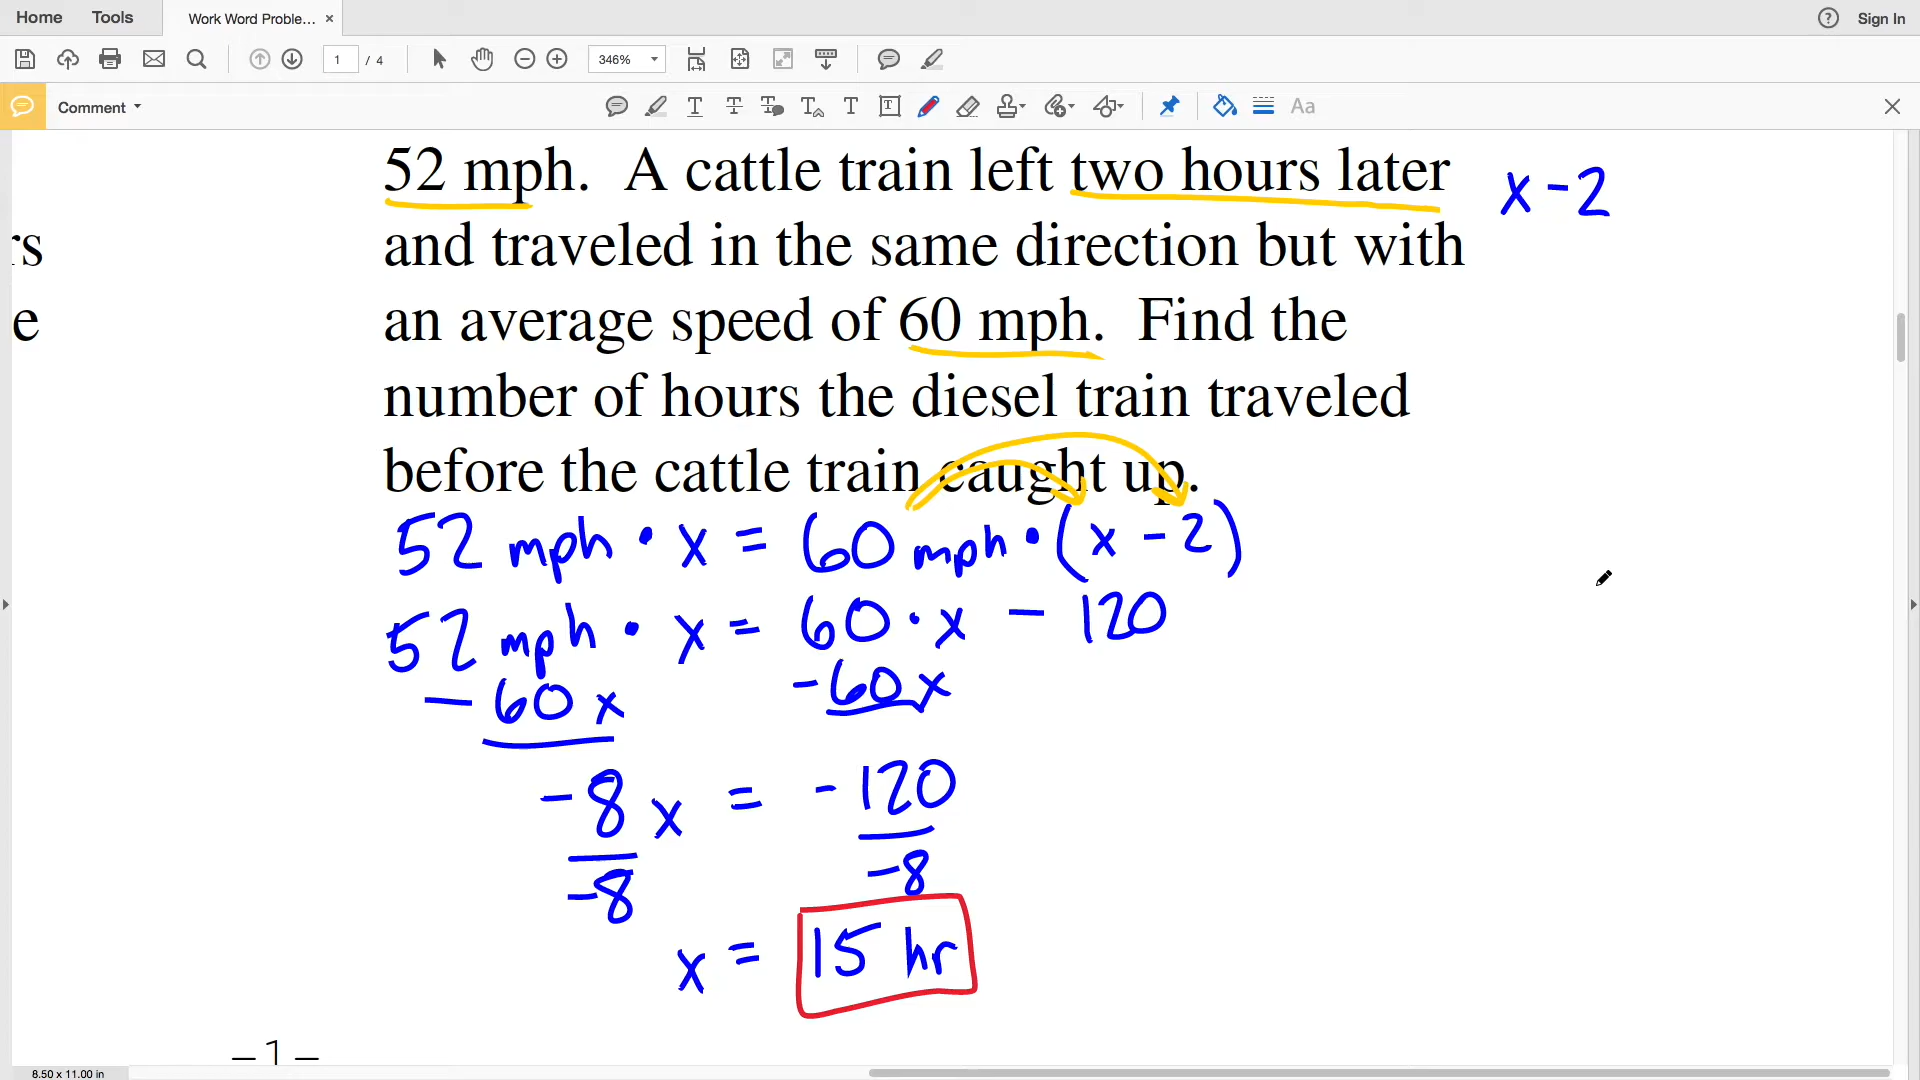 Home Tools Work Word Proble... × ? Sign In
1 / 4 346%
Comment T T T T T T Aa
52 mph. A cattle train left two hours later x - 2
rs and traveled in the same direction but with
e an average speed of 60 mph. Find the
number of hours the diesel train traveled
before the cattle train caught up.
52 mph · x = 60 mph · (x - 2)
52 mph · x = 60 · x - 120
- 60 x - 60 x
-8 x = -120
-8 -8
x = 15 hr
-1-
8.50 x 11.00 in